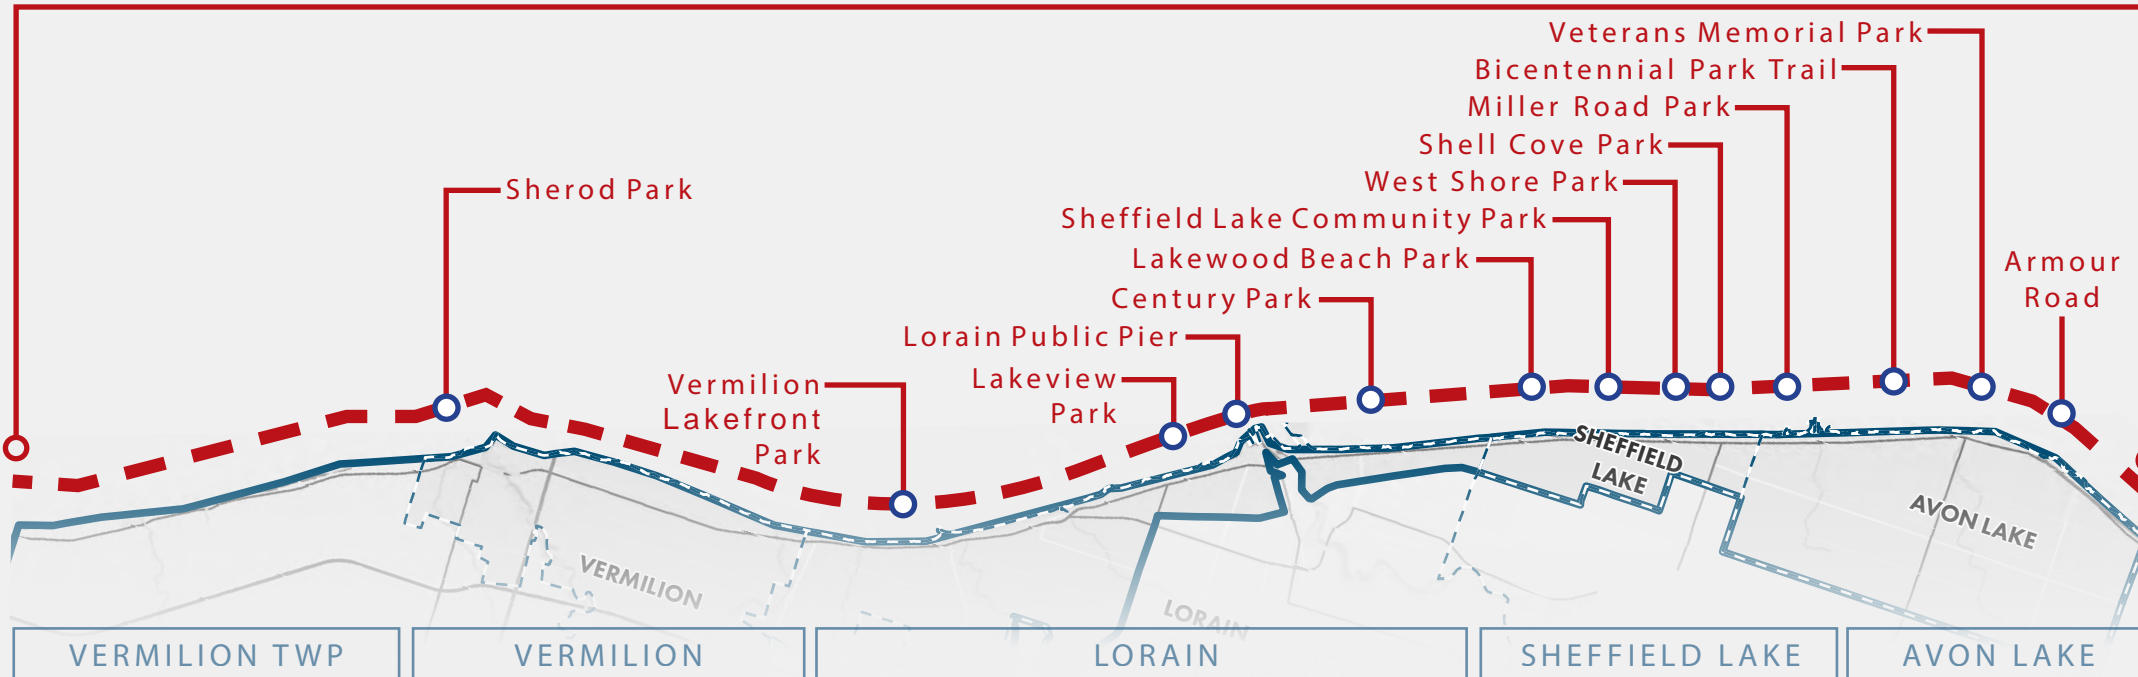 Veterans Memorial Park
Bicentennial Park Trail
Miller Road Park
Shell Cove Park
West Shore Park
Sherod Park
Sheffield Lake Community Park
Lakewood Beach Park
Armour
Road
Century Park
Lorain Public Pier
Lakeview
Park
Vermilion
Lakefront
Park
SHEFFIELD
LAKE
AVON LAKE
VERMILION
LORAIN
VERMILION TWP
VERMILION
LORAIN
SHEFFIELD LAKE
AVON LAKE